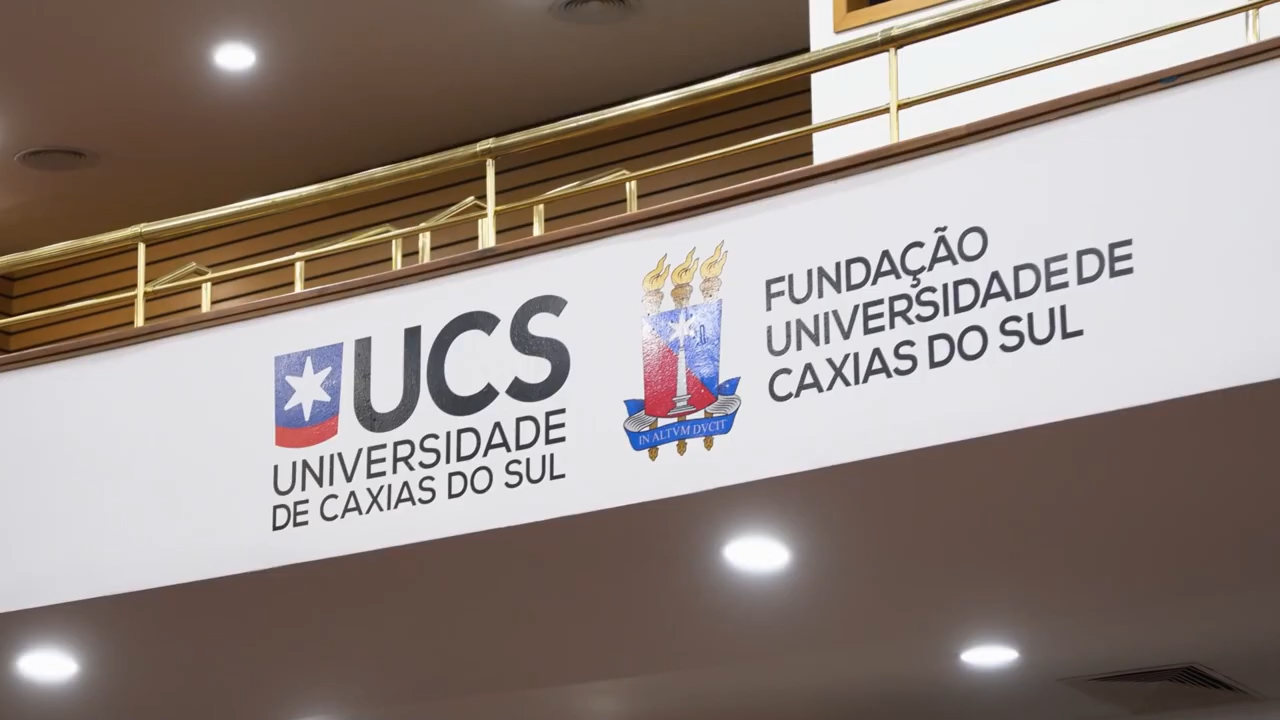 UCS
UNIVERSIDADE
DE CAXIAS DO SUL
IN ALTVM DVCIT
FUNDAÇÃO
UNIVERSIDADE DE
CAXIAS DO SUL